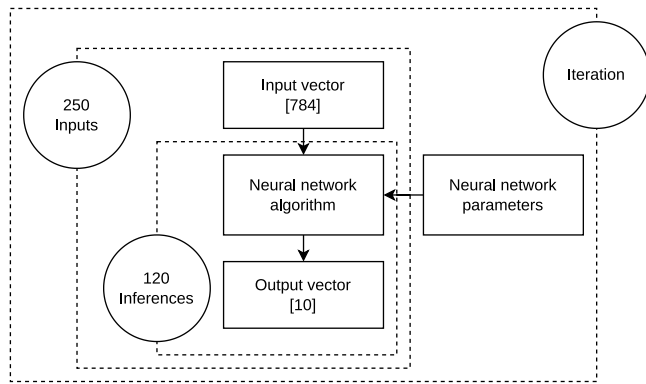 Iteration
250
Inputs
Input vector
[784]
Neural network
algorithm
Neural network
parameters
120
Inferences
Output vector
[10]